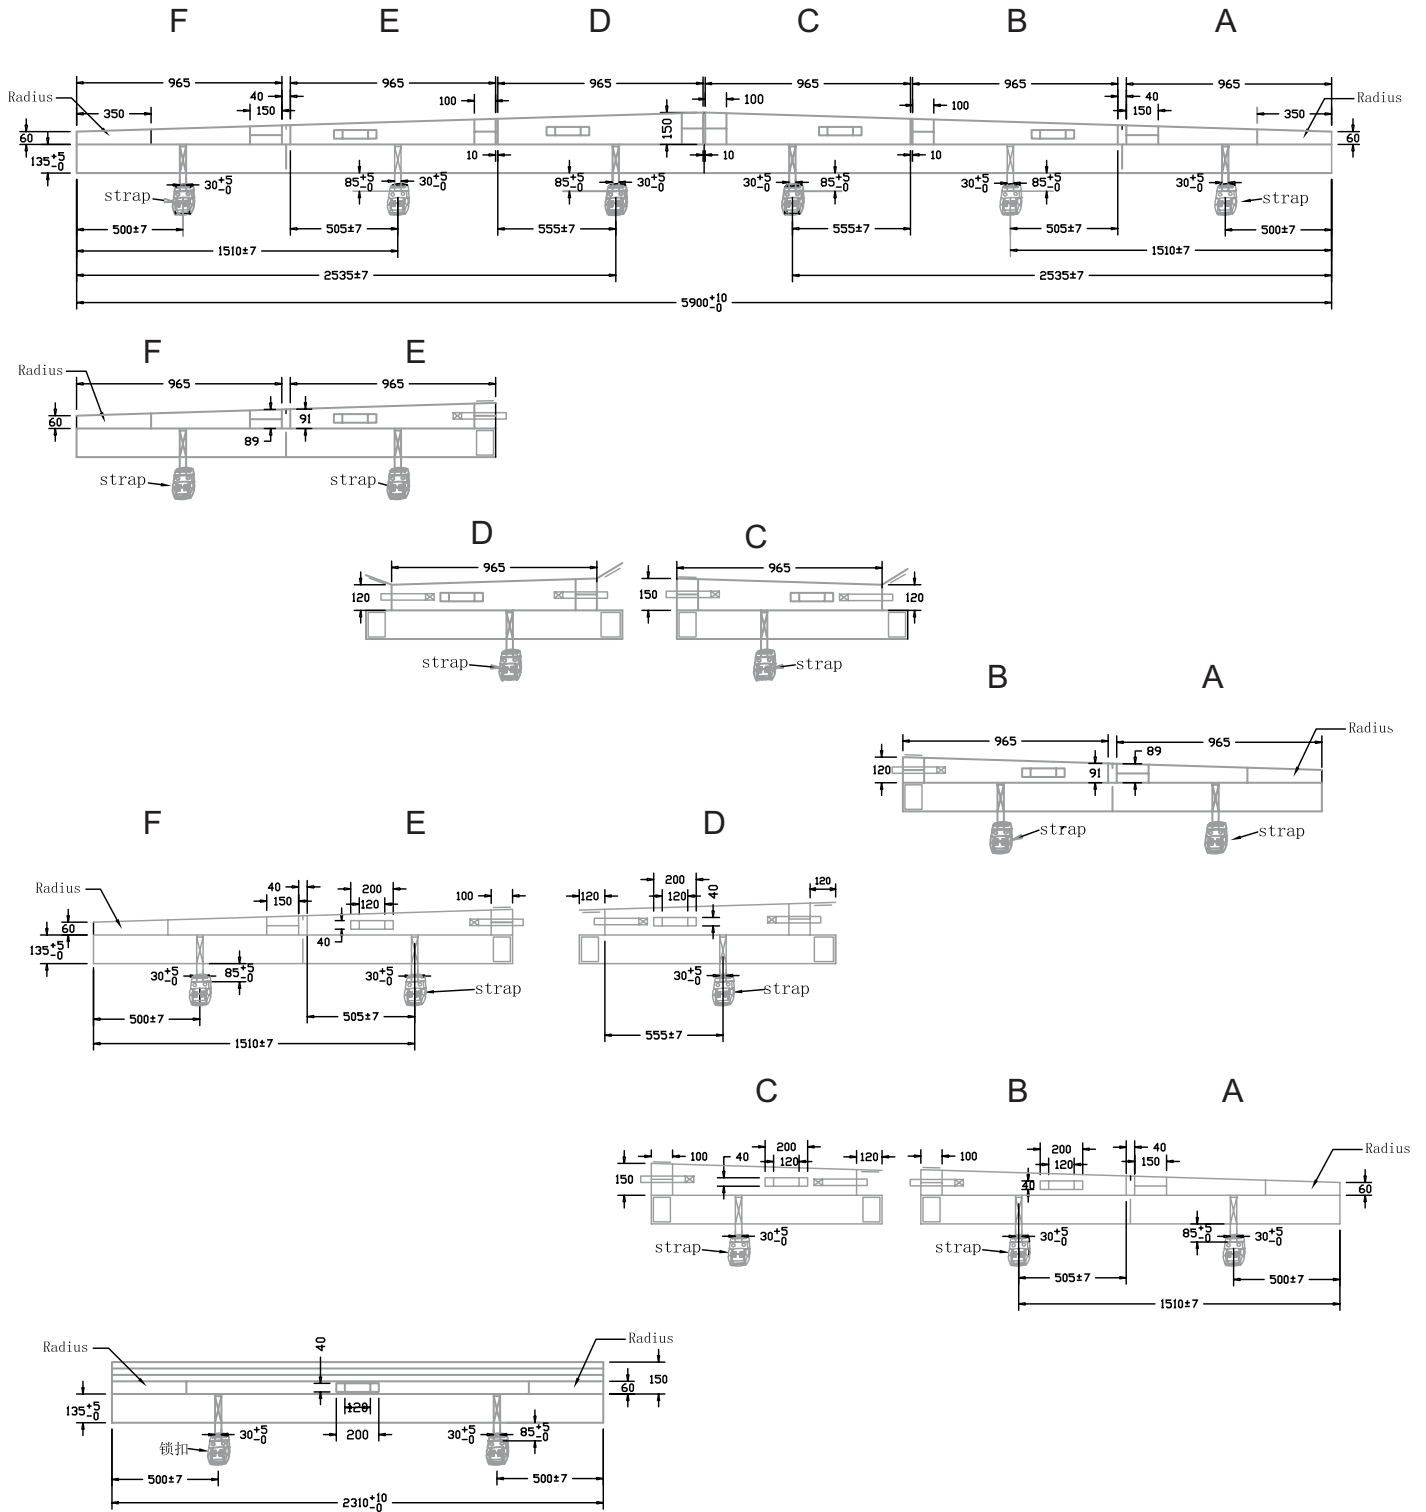 F E D C B A
965 965 965 965 965 965
Radius 350 40 150 100 100 100 40 150 350 Radius
60 150 60
135+5-0 10 10 10
strap 30+5-0 85+5-0 30+5-0 85+5-0 30+5-0 30+5-0 85+5-0 30+5-0 85+5-0 30+5-0 strap
500±7 505±7 555±7 555±7 505±7 500±7
1510±7 1510±7
2535±7 2535±7
5900+10-0
F E
Radius 965 965
60 89 91
strap strap
D C
965 965
120 150 120
strap strap
B A
965 965 Radius
120 91 89
strap strap
F E D
Radius 40 150 200 120 100 120 200 120 40 120
60 40
135+5-0
30+5-0 85+5-0 30+5-0 strap 30+5-0 strap
500±7 505±7 555±7
1510±7
C B A
100 40 200 120 120 100 200 120 40 150 Radius
150 40 60
strap 30+5-0 strap 30+5-0 85+5-0 30+5-0
505±7 500±7
1510±7
Radius 40 Radius
150
60
135+5-0 120
200
锁扣 30+5-0 30+5-0 85+5-0
500±7 500±7
2310+10-0